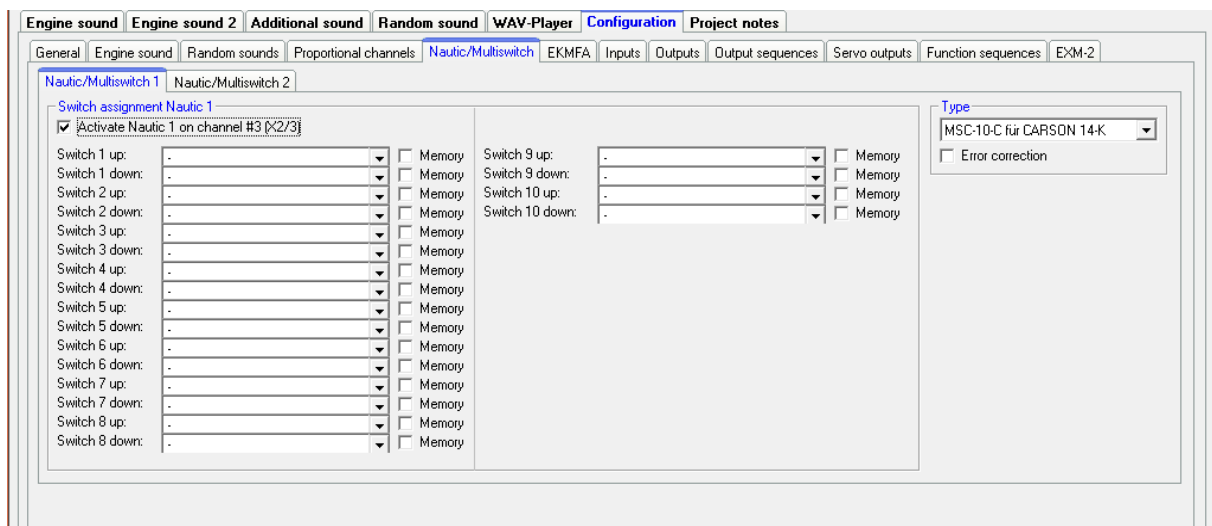 Engine sound Engine sound 2 Additional sound Random sound WAV-Player Configuration Project notes
General Engine sound Random sounds Proportional channels Nautic/Multiswitch EKMFA Inputs Outputs Output sequences Servo outputs Function sequences EXM-2
Nautic/Multiswitch 1 Nautic/Multiswitch 2
Switch assignment Nautic 1
Activate Nautic 1 on channel #3 (X2/3)
Switch 1 up: - Memory
Switch 1 down: - Memory
Switch 2 up: - Memory
Switch 2 down: - Memory
Switch 3 up: - Memory
Switch 3 down: - Memory
Switch 4 up: - Memory
Switch 4 down: - Memory
Switch 5 up: - Memory
Switch 5 down: - Memory
Switch 6 up: - Memory
Switch 6 down: - Memory
Switch 7 up: - Memory
Switch 7 down: - Memory
Switch 8 up: - Memory
Switch 8 down: - Memory
Switch 9 up: - Memory
Switch 9 down: - Memory
Switch 10 up: - Memory
Switch 10 down: - Memory
Type
MSC-10-C für CARSON 14-K
Error correction